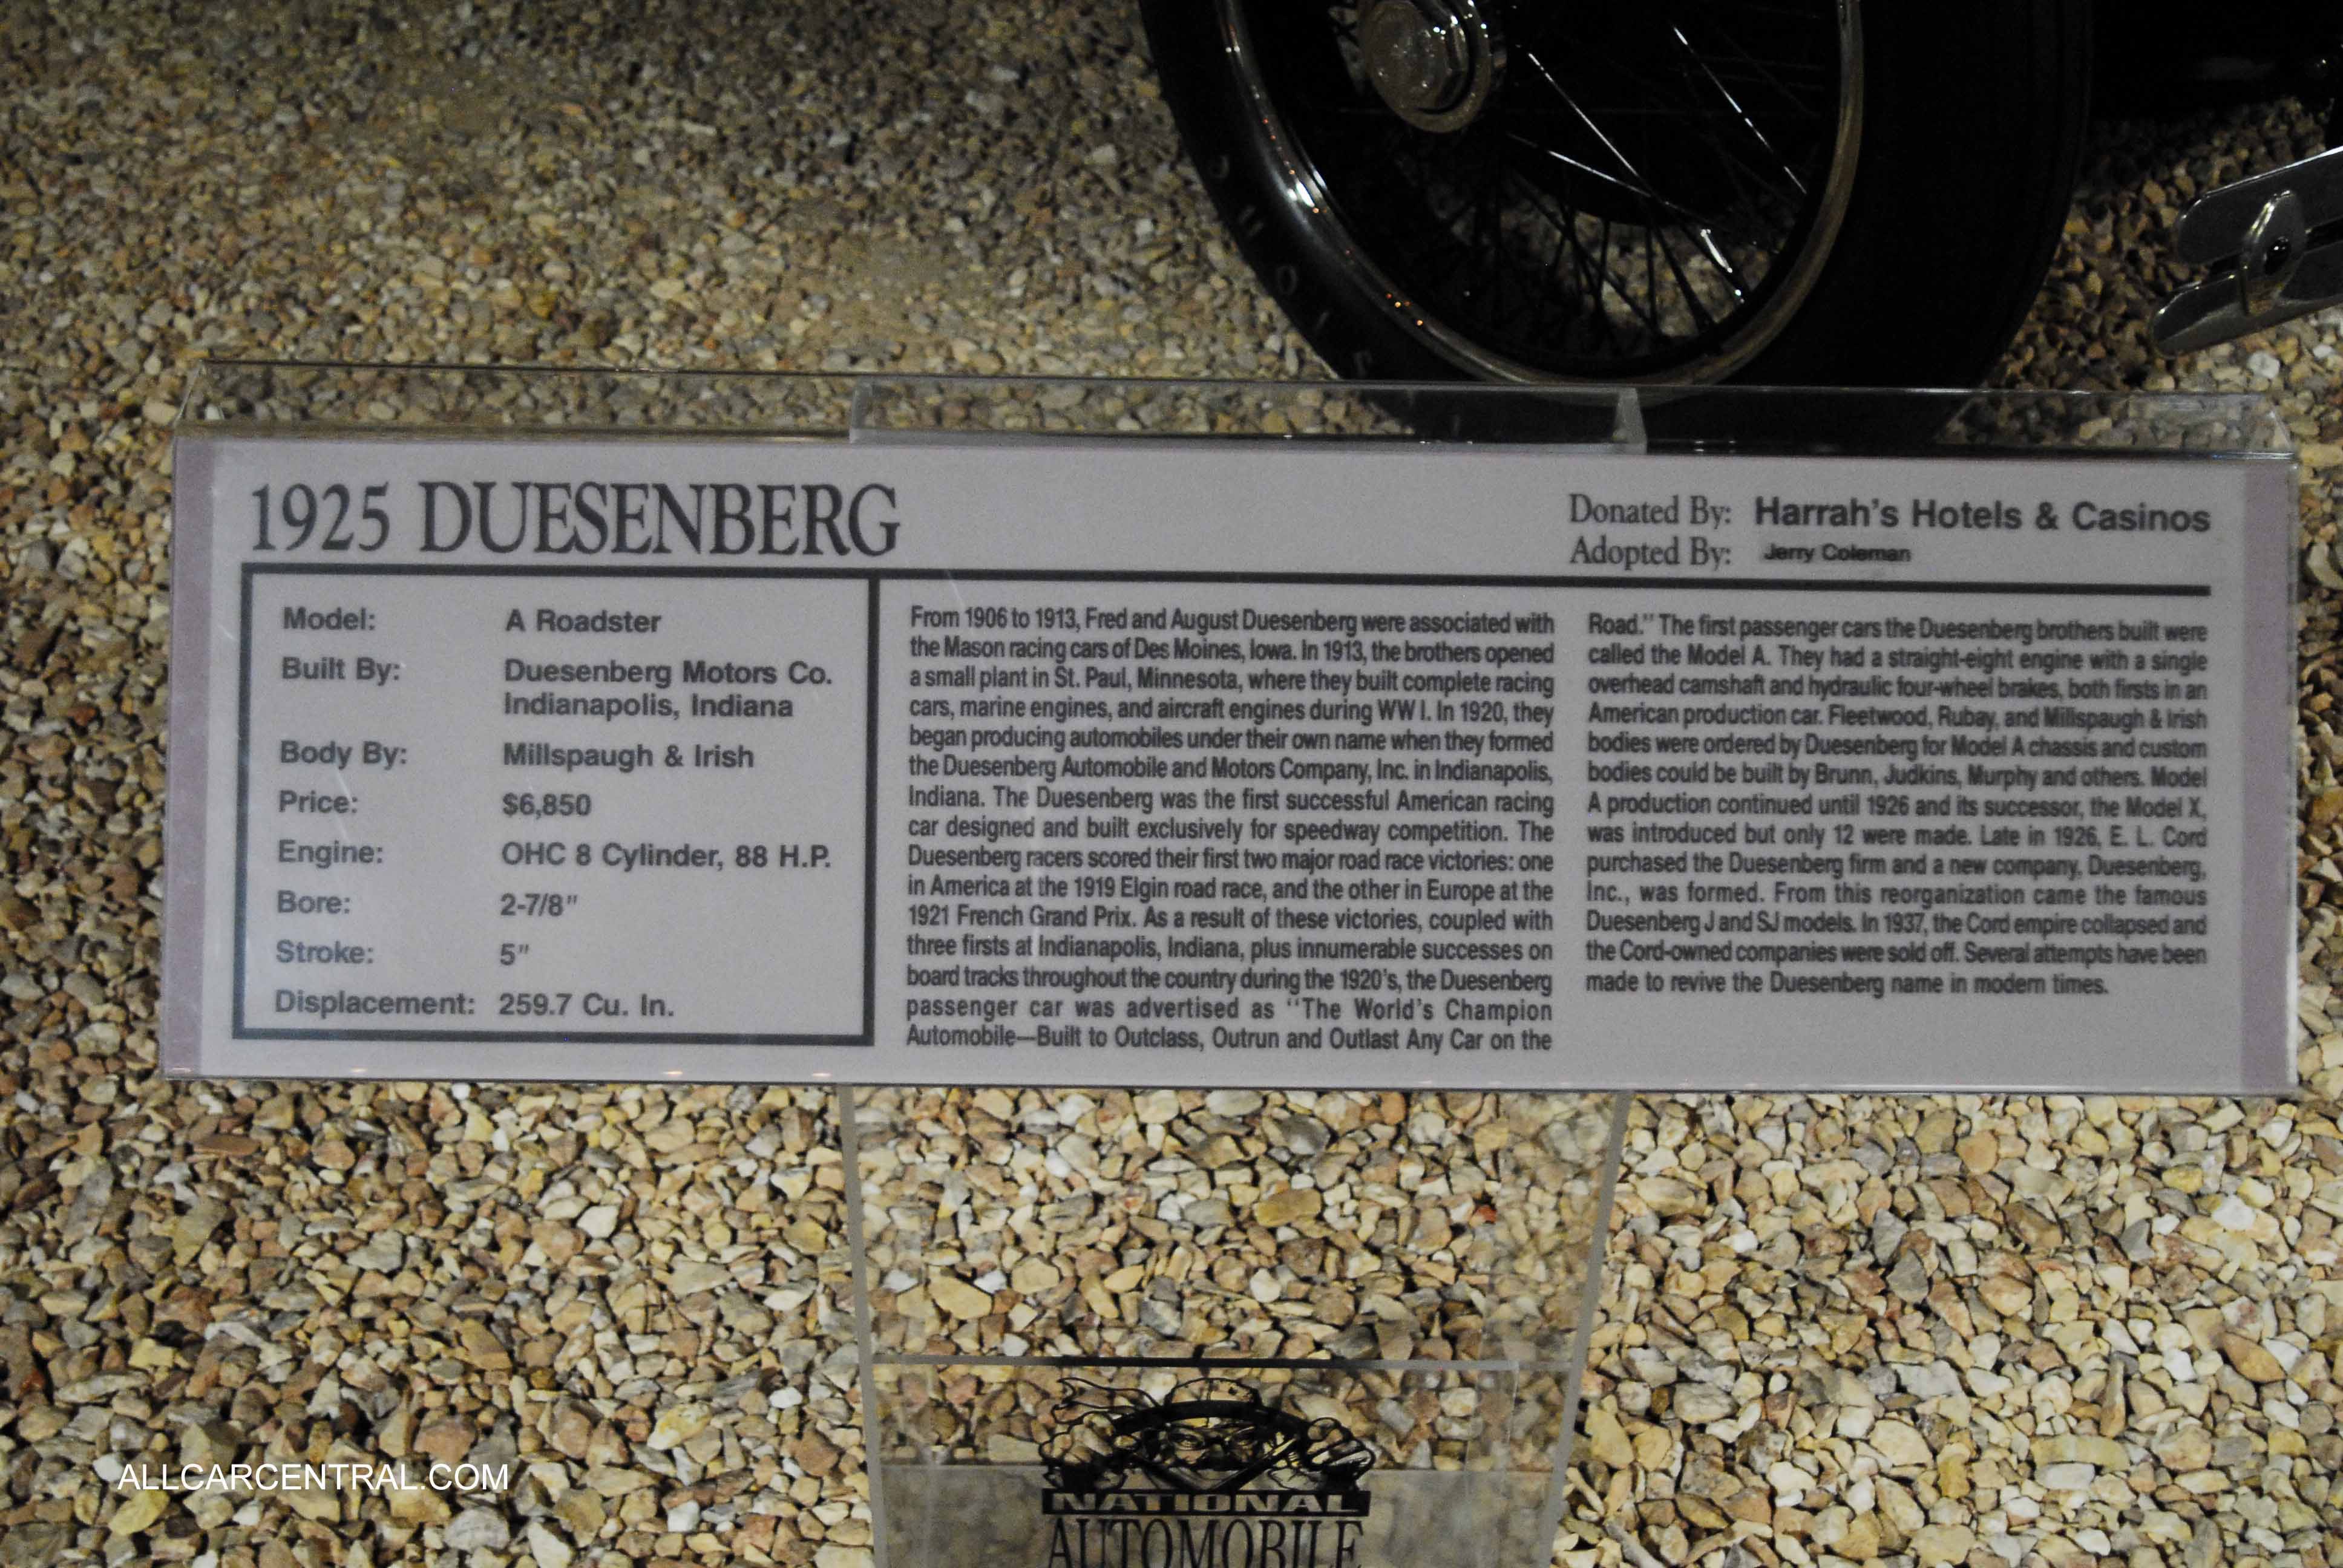 1925 DUESENBERG
Donated By: Harrah's Hotels & Casinos
Adopted By: Jerry Coleman
Model: A Roadster
Built By: Duesenberg Motors Co.
Indianapolis, Indiana
Body By: Millspaugh & Irish
Price: $6,850
Engine: OHC 8 Cylinder, 88 H.P.
Bore: 2-7/8"
Stroke: 5"
Displacement: 259.7 Cu. In.
From 1906 to 1913, Fred and August Duesenberg were associated with
the Mason racing cars of Des Moines, Iowa. In 1913, the brothers opened
a small plant in St. Paul, Minnesota, where they built complete racing
cars, marine engines, and aircraft engines during WW I. In 1920, they
began producing automobiles under their own name when they formed
the Duesenberg Automobile and Motors Company, Inc. in Indianapolis,
Indiana. The Duesenberg was the first successful American racing
car designed and built exclusively for speedway competition. The
Duesenberg racers scored their first two major road race victories: one
in America at the 1919 Elgin road race, and the other in Europe at the
1921 French Grand Prix. As a result of these victories, coupled with
three firsts at Indianapolis, Indiana, plus innumerable successes on
board tracks throughout the country during the 1920's, the Duesenberg
passenger car was advertised as "The World's Champion
Automobile—Built to Outclass, Outrun and Outlast Any Car on the
Road." The first passenger cars the Duesenberg brothers built were
called the Model A. They had a straight-eight engine with a single
overhead camshaft and hydraulic four-wheel brakes, both firsts in an
American production car. Fleetwood, Rubay, and Millspaugh & Irish
bodies were ordered by Duesenberg for Model A chassis and custom
bodies could be built by Brunn, Judkins, Murphy and others. Model
A production continued until 1926 and its successor, the Model X,
was introduced but only 12 were made. Late in 1926, E. L. Cord
purchased the Duesenberg firm and a new company, Duesenberg,
Inc., was formed. From this reorganization came the famous
Duesenberg J and SJ models. In 1937, the Cord empire collapsed and
the Cord-owned companies were sold off. Several attempts have been
made to revive the Duesenberg name in modern times.
ALLCARCENTRAL.COM
NATIONAL
AUTOMOBILE